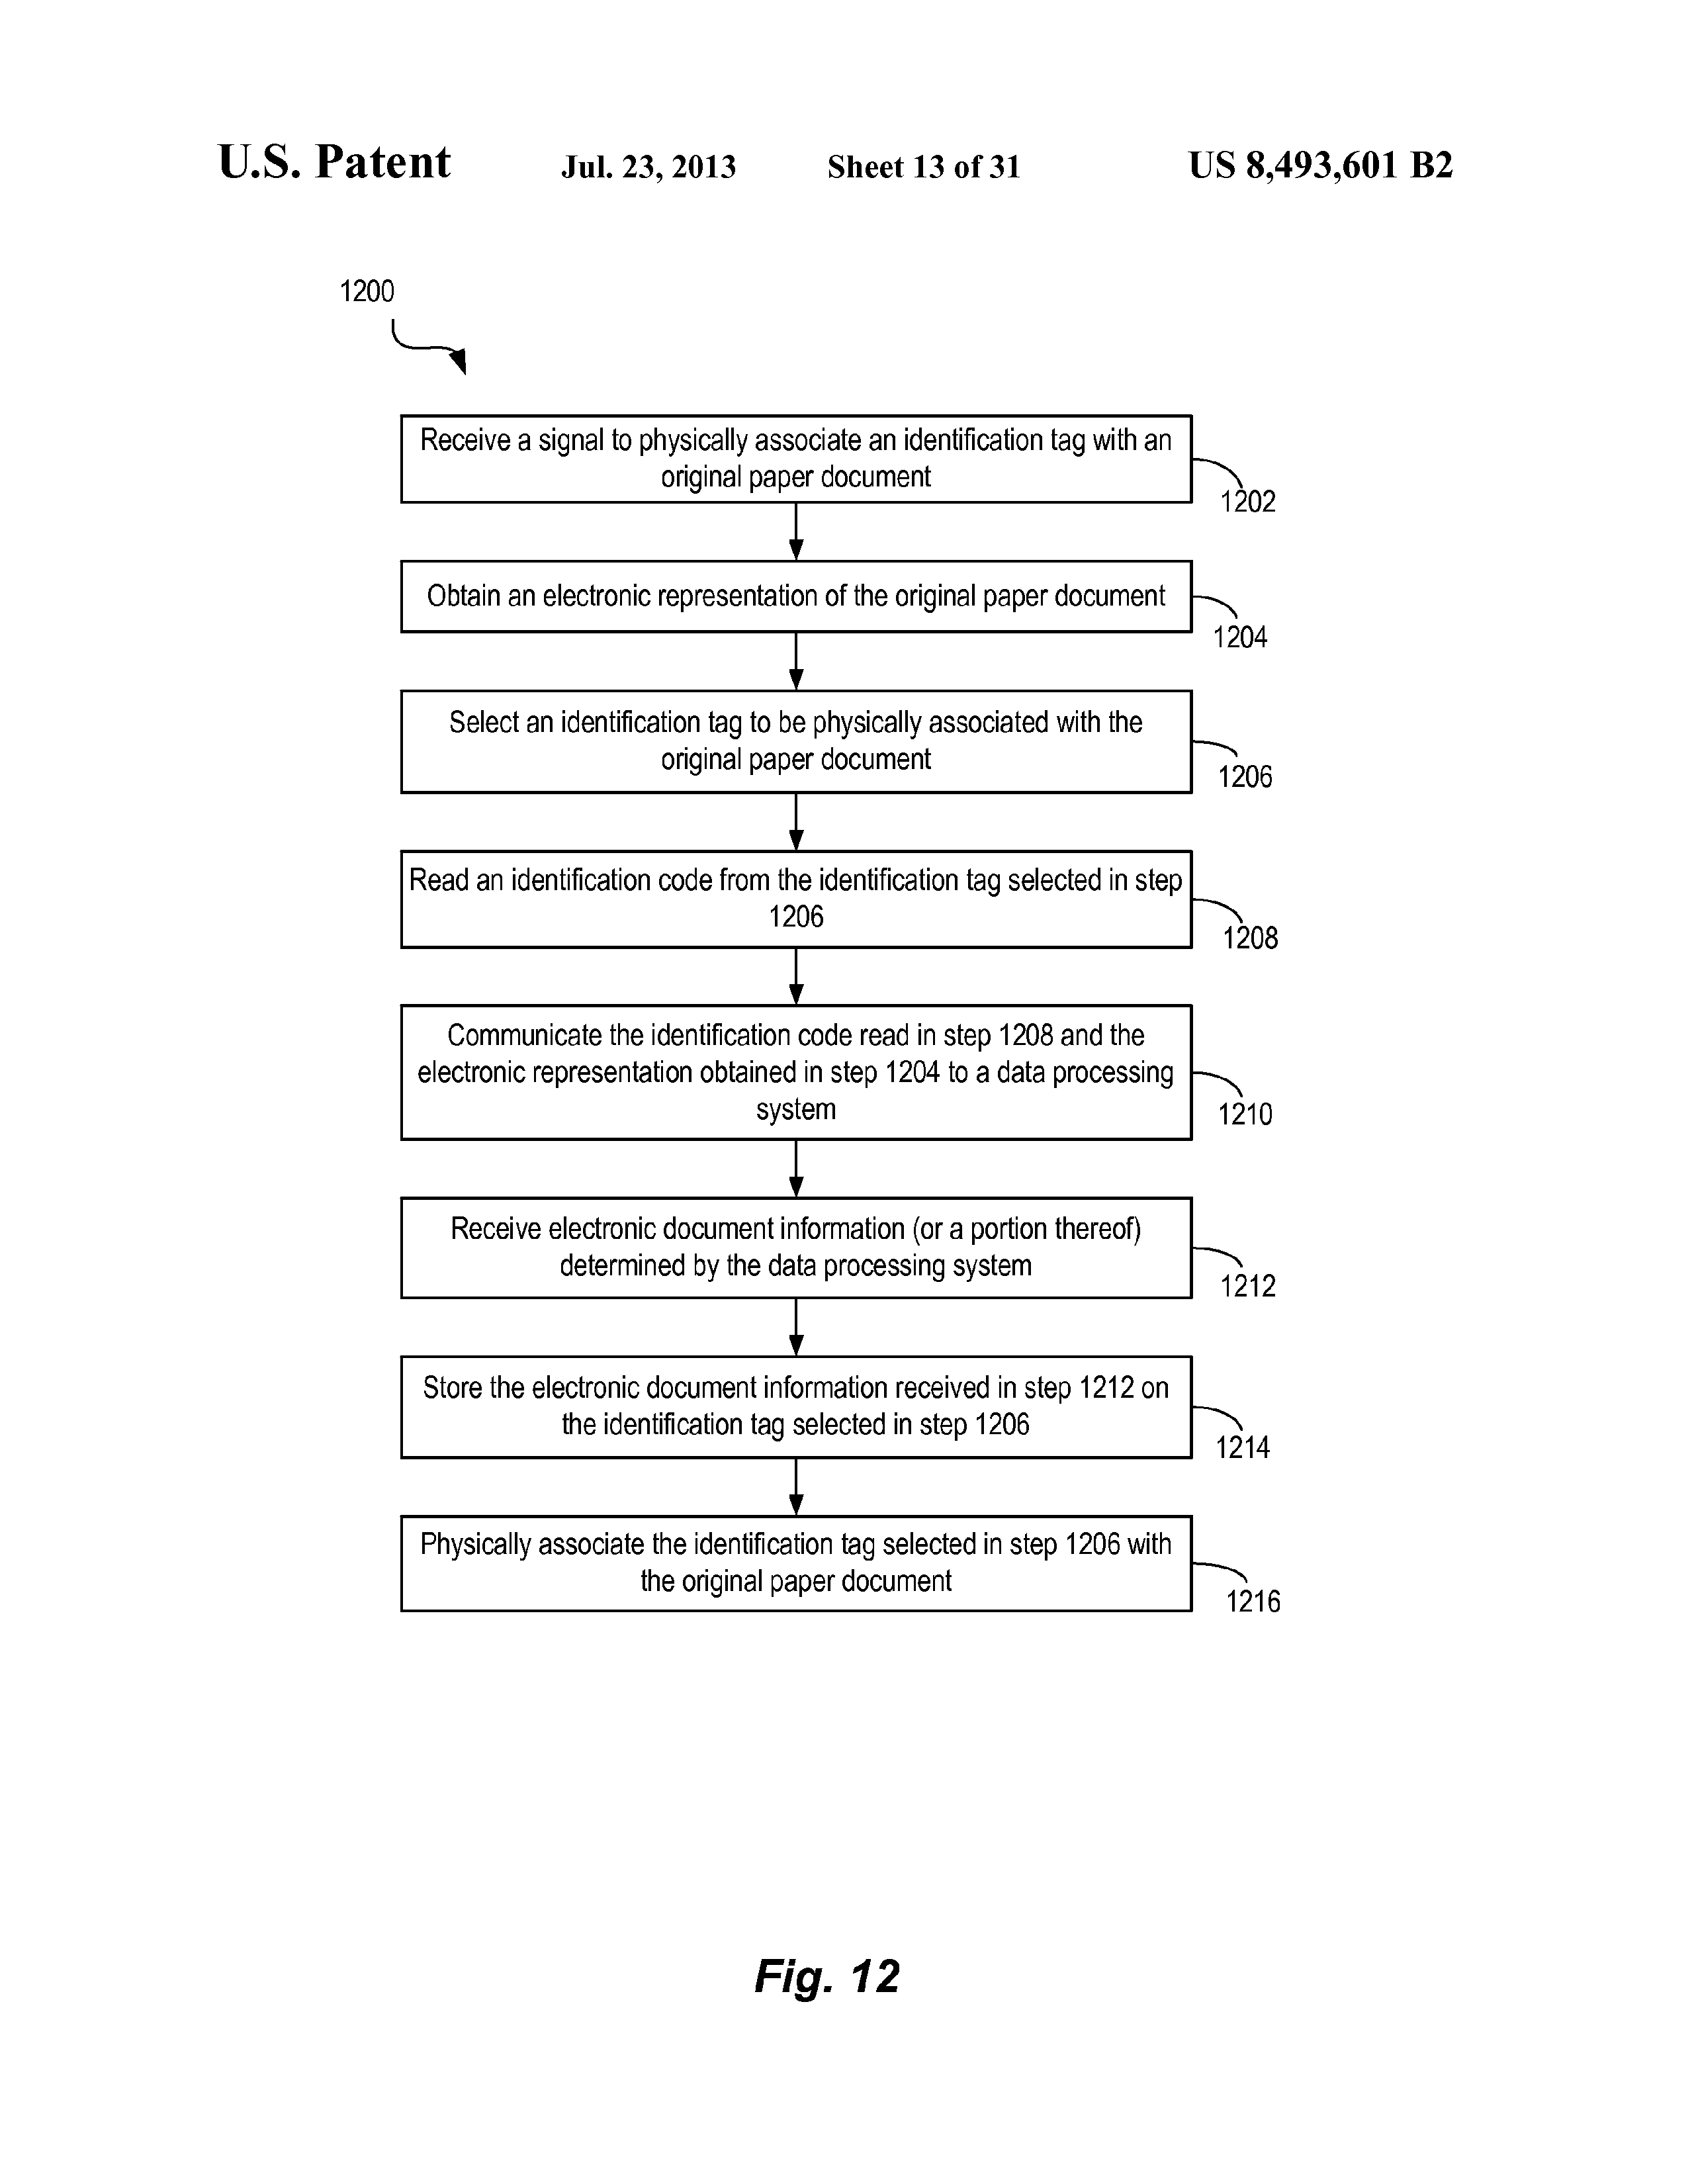 U.S. Patent Jul. 23, 2013 Sheet 13 of 31 US 8,493,601 B2
1200
Receive a signal to physically associate an identification tag with an
original paper document
1202
Obtain an electronic representation of the original paper document
1204
Select an identification tag to be physically associated with the
original paper document
1206
Read an identification code from the identification tag selected in step
1206
1208
Communicate the identification code read in step 1208 and the
electronic representation obtained in step 1204 to a data processing
system
1210
Receive electronic document information (or a portion thereof)
determined by the data processing system
1212
Store the electronic document information received in step 1212 on
the identification tag selected in step 1206
1214
Physically associate the identification tag selected in step 1206 with
the original paper document
1216
Fig. 12